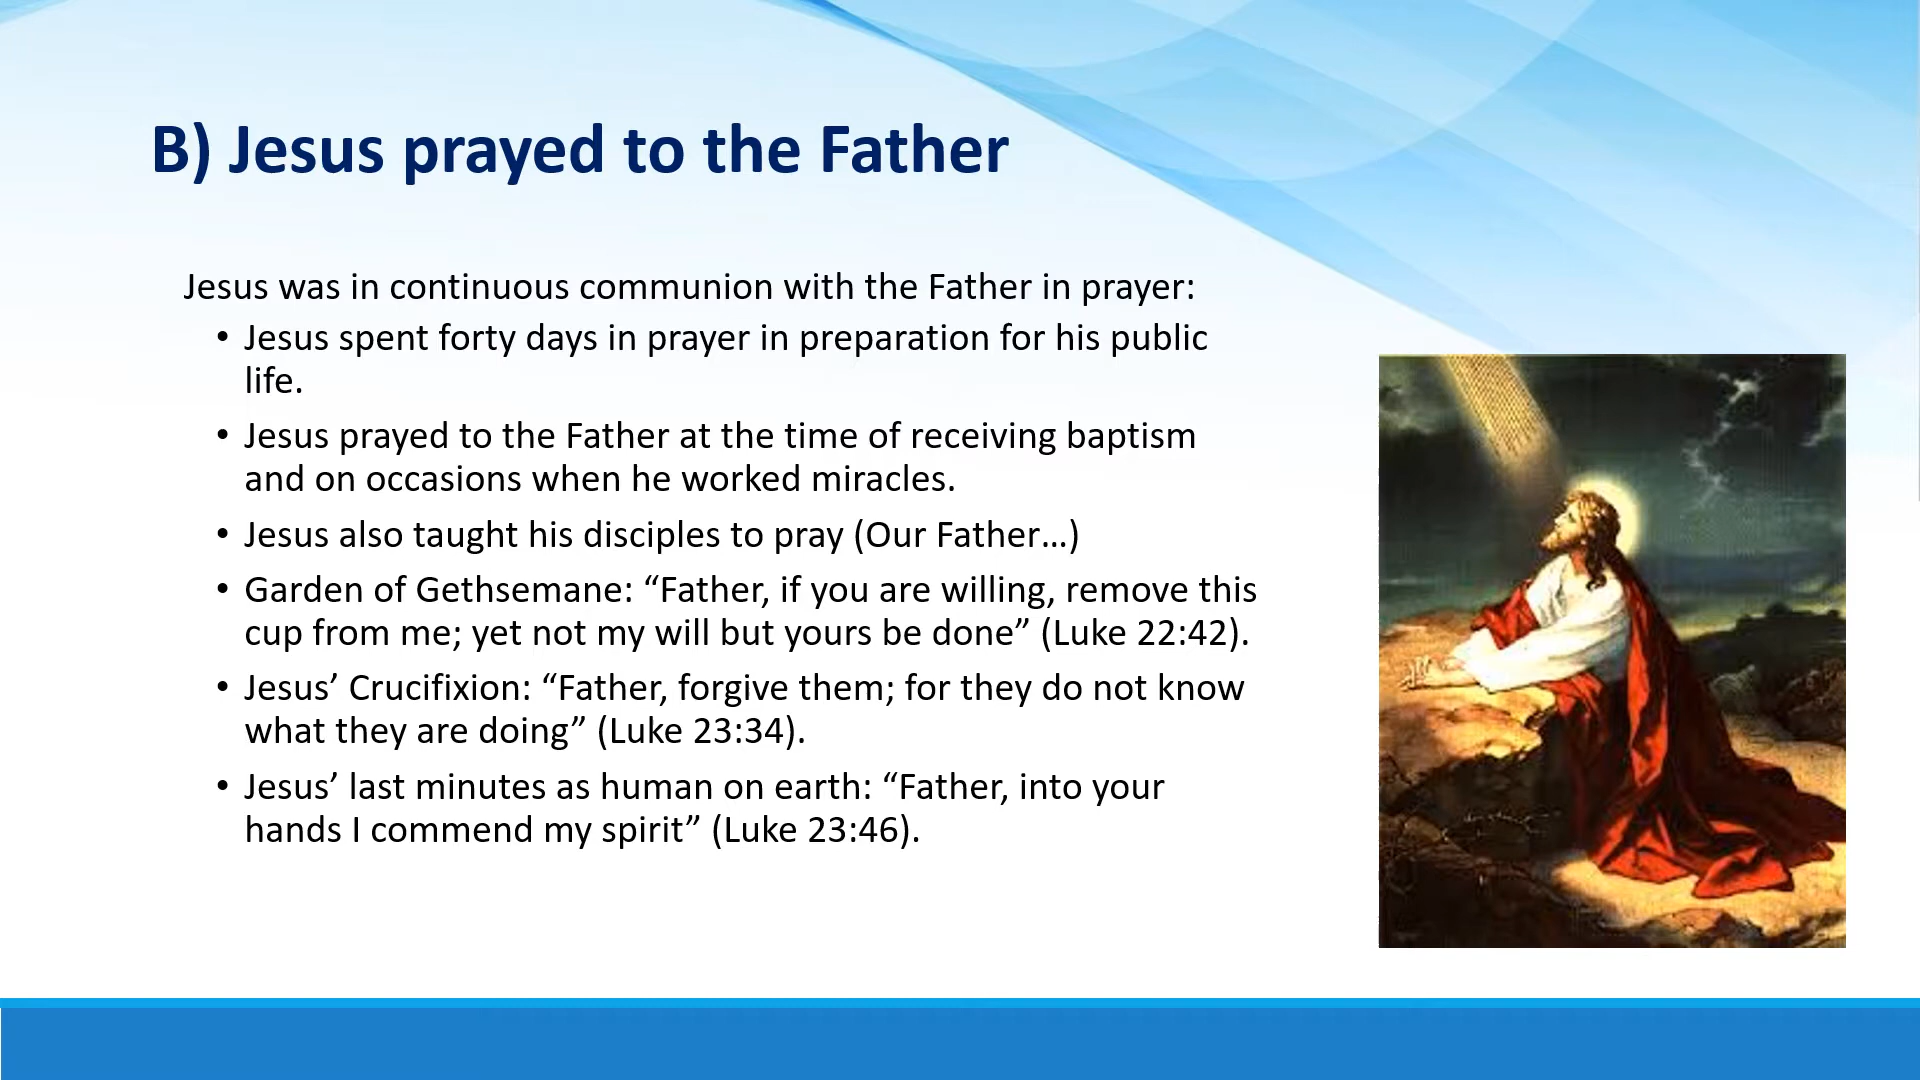 B) Jesus prayed to the Father
Jesus was in continuous communion with the Father in prayer:
• Jesus spent forty days in prayer in preparation for his public
life.
• Jesus prayed to the Father at the time of receiving baptism
and on occasions when he worked miracles.
• Jesus also taught his disciples to pray (Our Father…)
• Garden of Gethsemane: “Father, if you are willing, remove this
cup from me; yet not my will but yours be done” (Luke 22:42).
• Jesus’ Crucifixion: “Father, forgive them; for they do not know
what they are doing” (Luke 23:34).
• Jesus’ last minutes as human on earth: “Father, into your
hands I commend my spirit” (Luke 23:46).